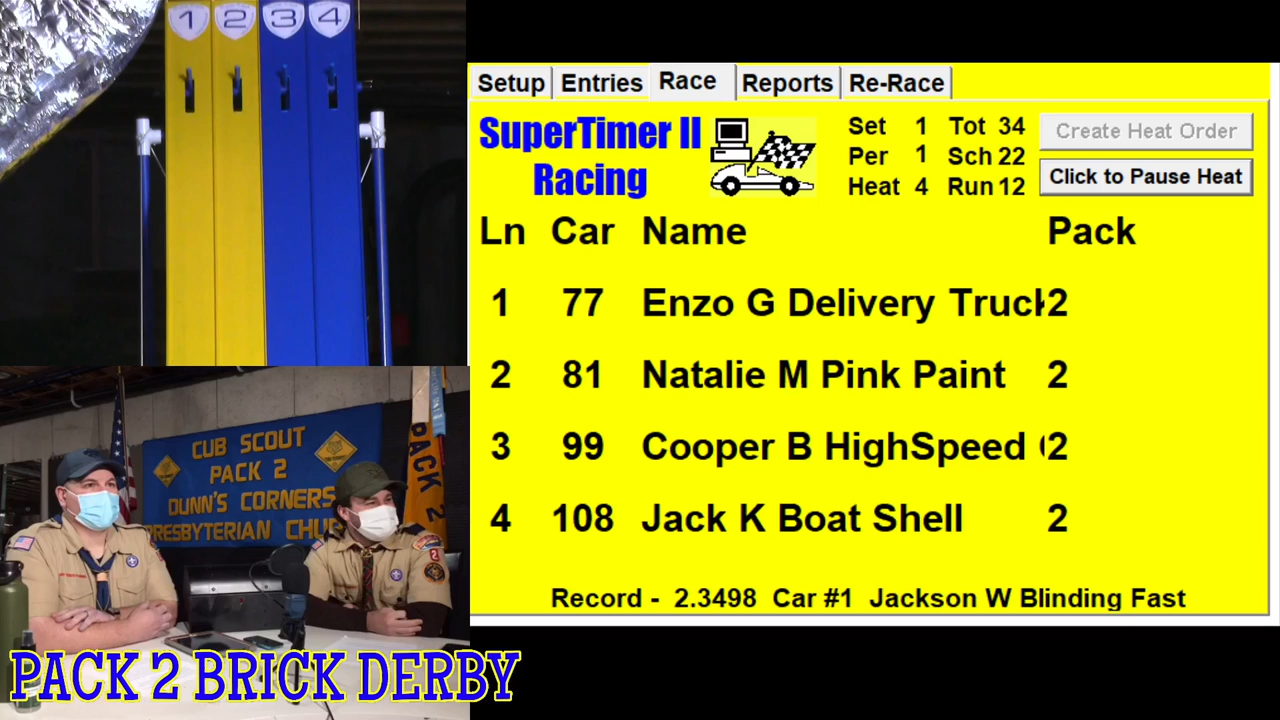 1 2 3 4
Setup Entries Race Reports Re-Race
SuperTimer II
Racing
Set 1 Tot 34
Per 1 Sch 22
Heat 4 Run 12
Create Heat Order
Click to Pause Heat
Ln Car Name Pack
1 77 Enzo G Delivery Truck 2
2 81 Natalie M Pink Paint 2
3 99 Cooper B HighSpeed 2
4 108 Jack K Boat Shell 2
Record - 2.3498 Car #1 Jackson W Blinding Fast
CUB SCOUT
PACK 2
DUNN'S CORNERS
PRESBYTERIAN CHU
PACK 2
PACK 2 BRICK DERBY